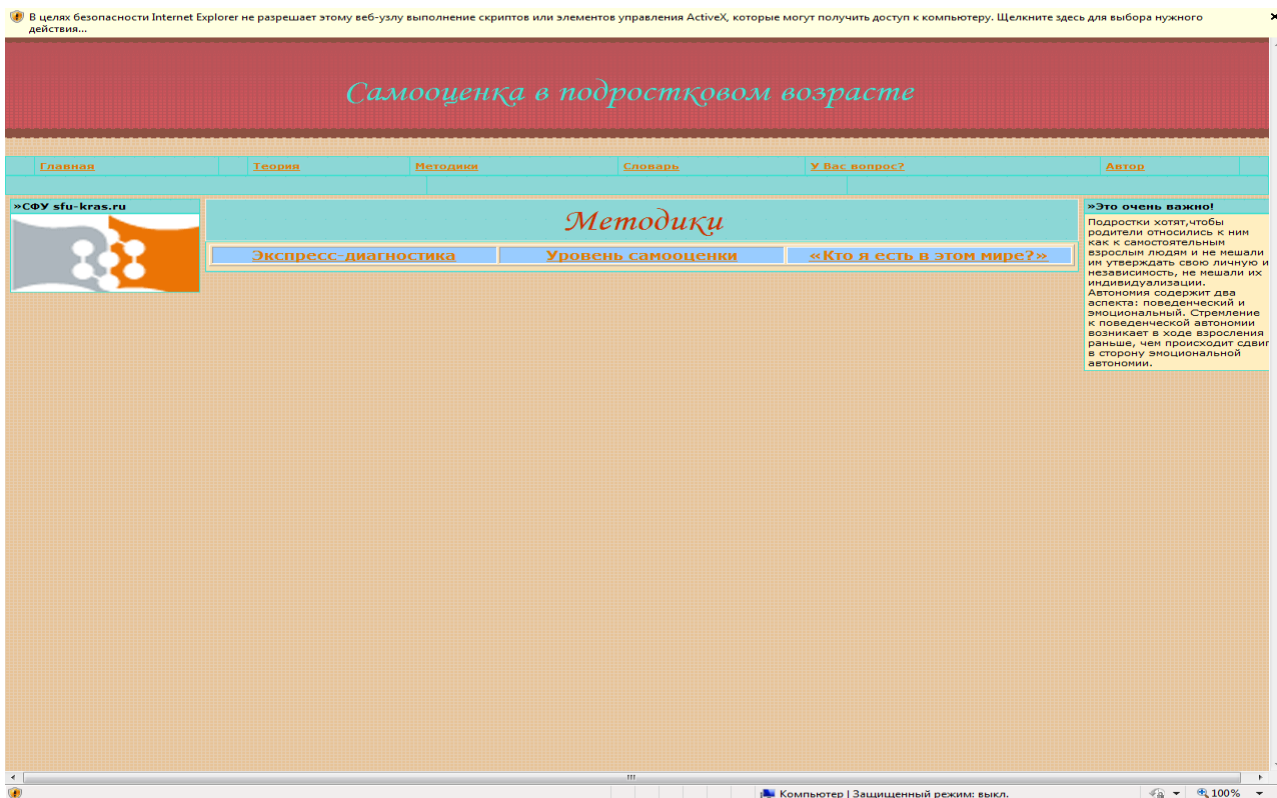 В целях безопасности Internet Explorer не разрешает этому веб-узлу выполнение скриптов или элементов управления ActiveX, которые могут получить доступ к компьютеру. Щелкните здесь для выбора нужного
действия...
Самооценка в подростковом возрасте
Главная Теория Методики Словарь У Вас вопрос? Автор
»СФУ sfu-kras.ru
Методики
Экспресс-диагностика Уровень самооценки «Кто я есть в этом мире?»
»Это очень важно!
Подростки хотят,чтобы
родители относились к ним
как к самостоятельным
взрослым людям и не мешали
им утверждать свою личную и
независимость, не мешали их
индивидуализации.
Автономия содержит два
аспекта: поведенческий и
эмоциональный. Стремление
к поведенческой автономии
возникает в ходе взросления
раньше, чем происходит сдвиг
в сторону эмоциональной
автономии.
Компьютер | Защищенный режим: выкл. 100%